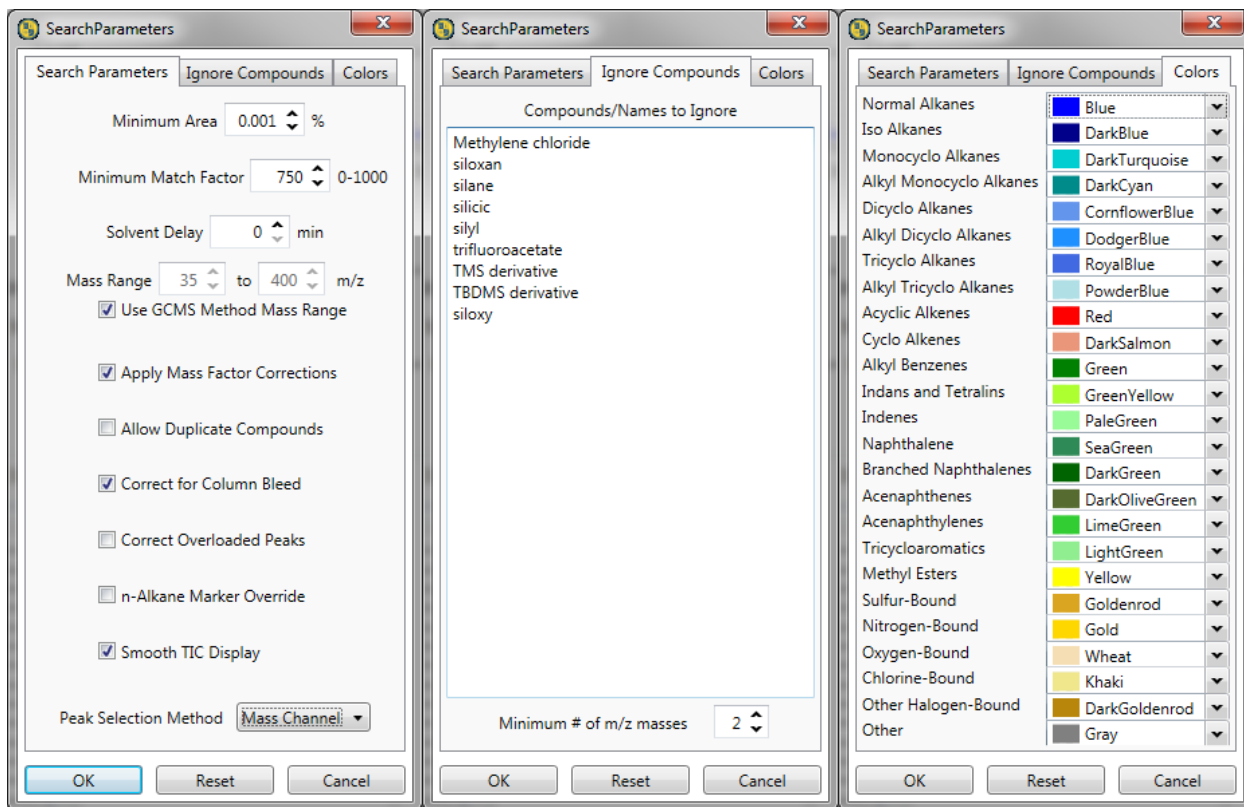 SearchParameters
Search Parameters Ignore Compounds Colors
Minimum Area 0.001 %
Minimum Match Factor 750 0-1000
Solvent Delay 0 min
Mass Range 35 to 400 m/z
Use GCMS Method Mass Range
Apply Mass Factor Corrections
Allow Duplicate Compounds
Correct for Column Bleed
Correct Overloaded Peaks
n-Alkane Marker Override
Smooth TIC Display
Peak Selection Method Mass Channel
OK Reset Cancel
SearchParameters
Search Parameters Ignore Compounds Colors
Compounds/Names to Ignore
Methylene chloride
siloxan
silane
silicic
silyl
trifluoroacetate
TMS derivative
TBDMS derivative
siloxy
Minimum # of m/z masses 2
OK Reset Cancel
SearchParameters
Search Parameters Ignore Compounds Colors
Normal Alkanes Blue
Iso Alkanes DarkBlue
Monocyclo Alkanes DarkTurquoise
Alkyl Monocyclo Alkanes DarkCyan
Dicyclo Alkanes CornflowerBlue
Alkyl Dicyclo Alkanes DodgerBlue
Tricyclo Alkanes RoyalBlue
Alkyl Tricyclo Alkanes PowderBlue
Acyclic Alkenes Red
Cyclo Alkenes DarkSalmon
Alkyl Benzenes Green
Indans and Tetralins GreenYellow
Indenes PaleGreen
Naphthalene SeaGreen
Branched Naphthalenes DarkGreen
Acenaphthenes DarkOliveGreen
Acenaphthylenes LimeGreen
Tricycloaromatics LightGreen
Methyl Esters Yellow
Sulfur-Bound Goldenrod
Nitrogen-Bound Gold
Oxygen-Bound Wheat
Chlorine-Bound Khaki
Other Halogen-Bound DarkGoldenrod
Other Gray
OK Reset Cancel